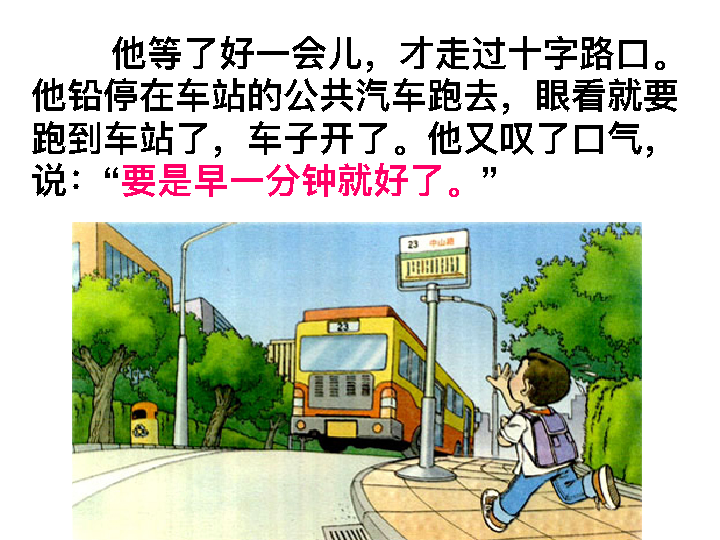 他等了好一会儿，才走过十字路口。
他铅停在车站的公共汽车跑去，眼看就要
跑到车站了，车子开了。他又叹了口气，
说：“要是早一分钟就好了。”
23 中山路
23